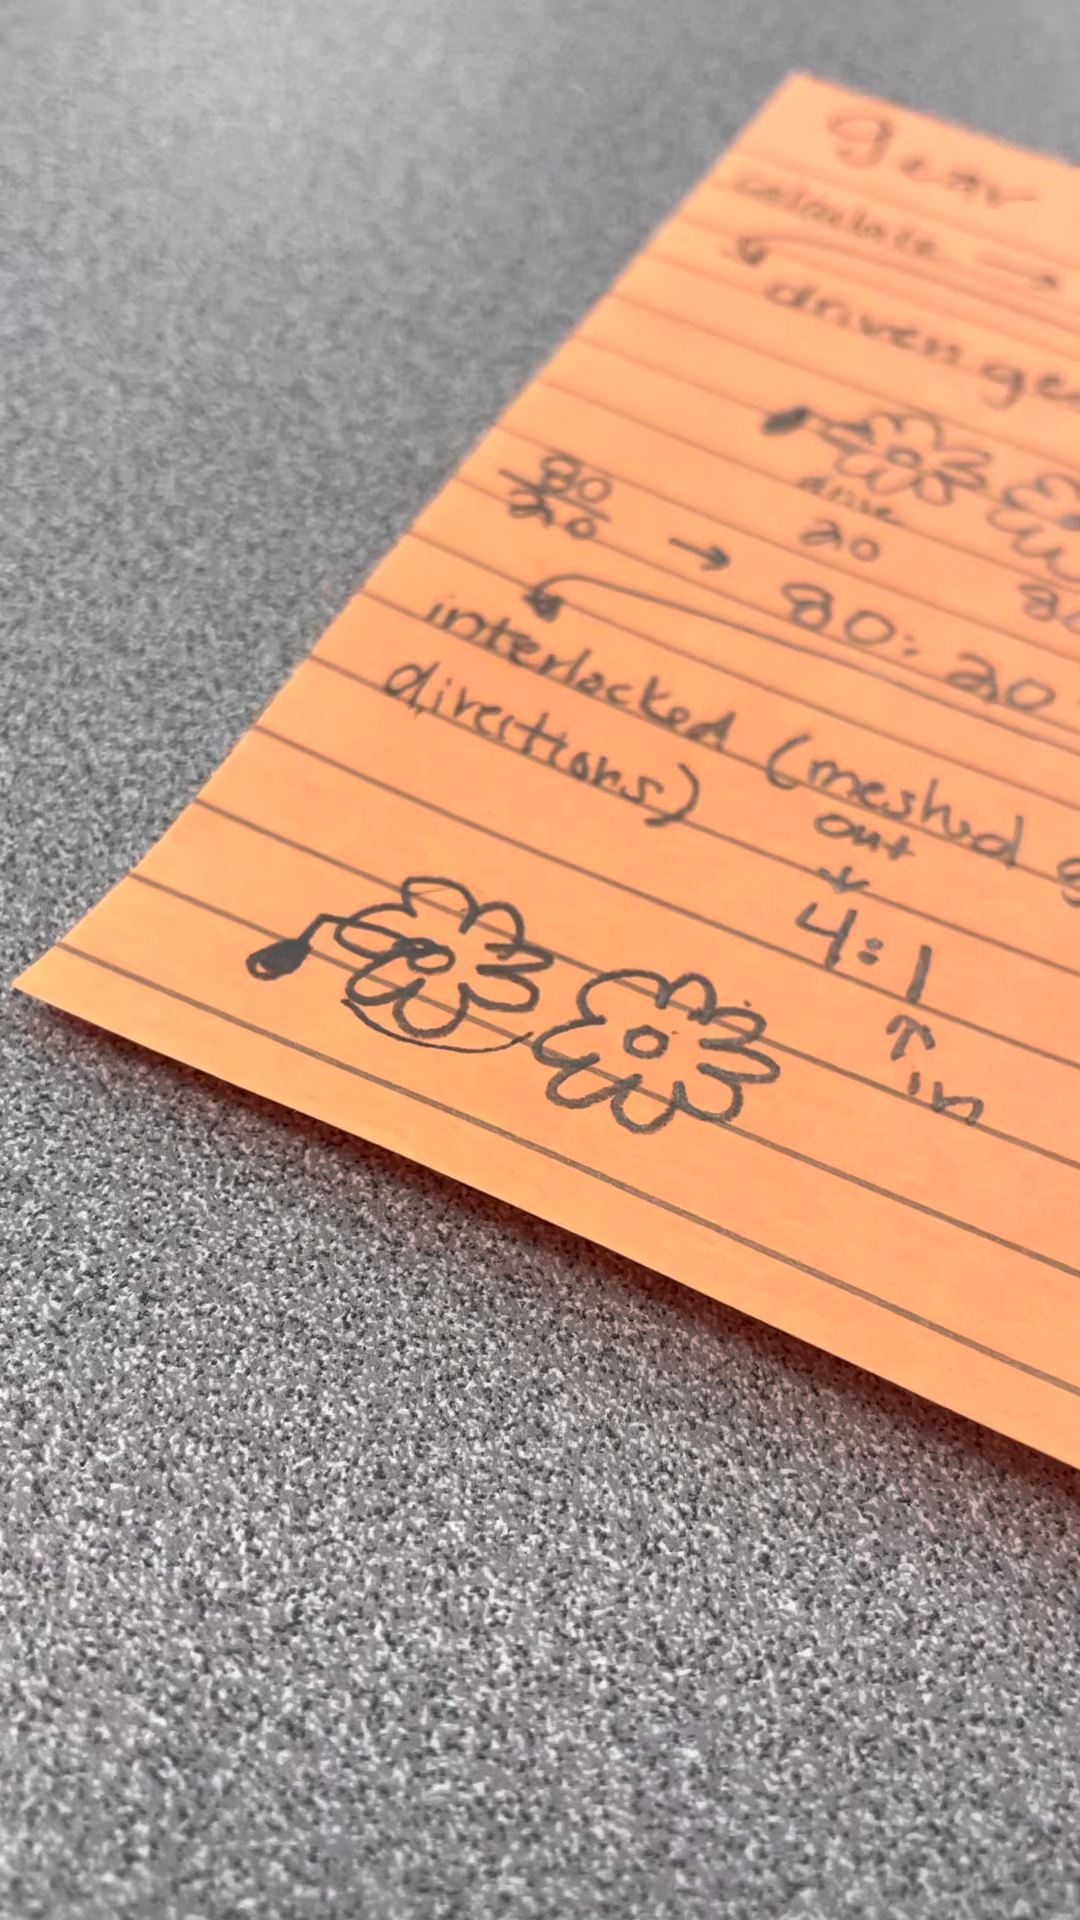 gear
calculate →
driven ge
drive
80
20
→
20
80
80:20
interlocked (meshed g
directions)
out
↓
4:1
↑
in